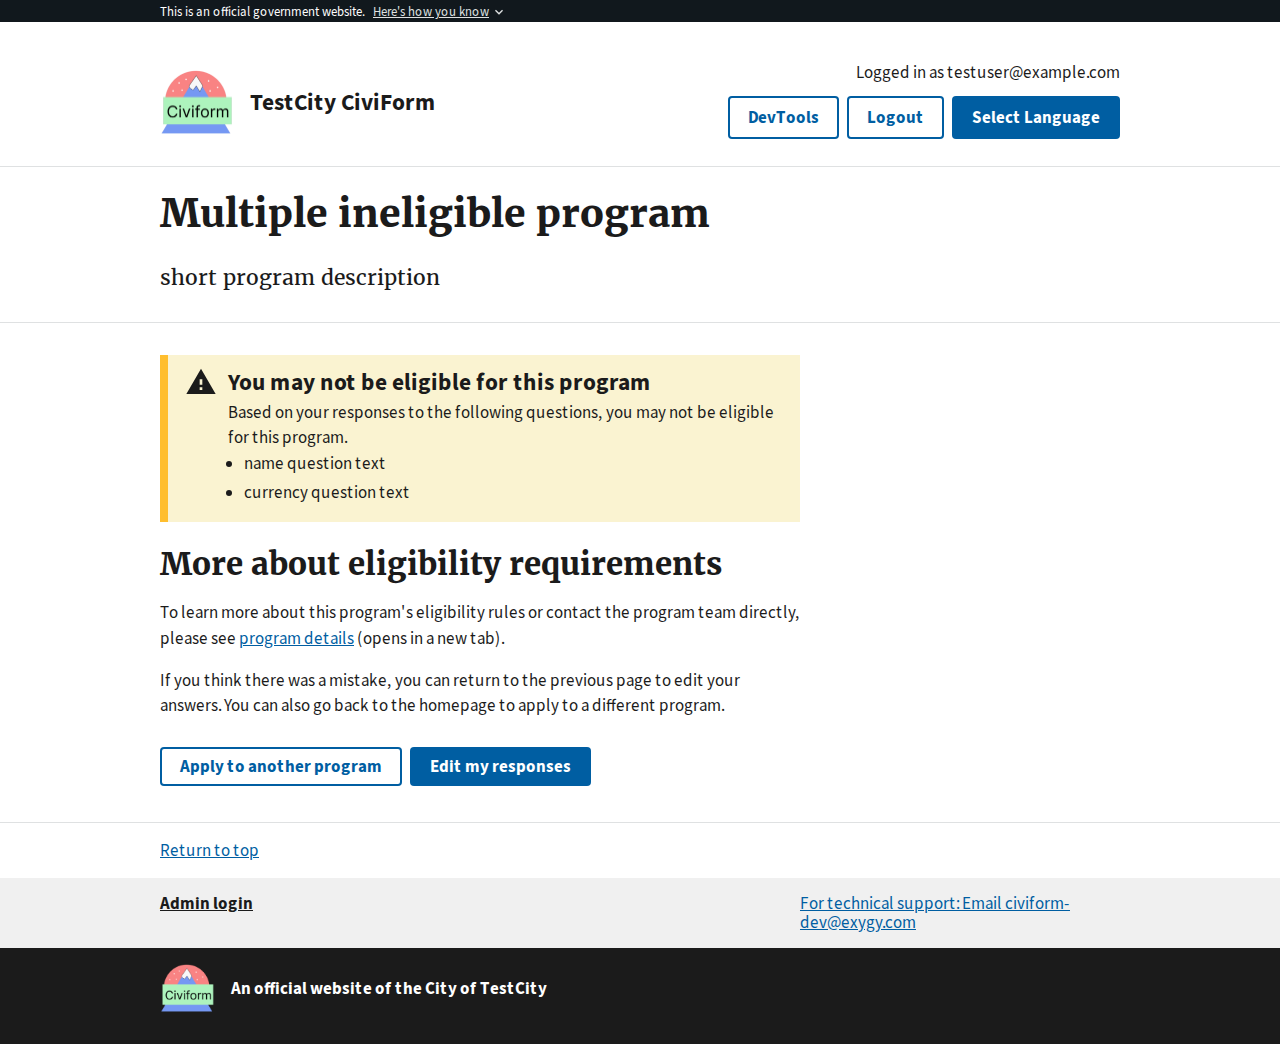 This is an official government website. Here's how you know
Logged in as testuser@example.com
Civiform
TestCity CiviForm
DevTools
Logout
Select Language
Multiple ineligible program
short program description
You may not be eligible for this program
Based on your responses to the following questions, you may not be eligible
for this program.
name question text
currency question text
More about eligibility requirements
To learn more about this program's eligibility rules or contact the program team directly,
please see program details (opens in a new tab).
If you think there was a mistake, you can return to the previous page to edit your
answers. You can also go back to the homepage to apply to a different program.
Apply to another program
Edit my responses
Return to top
Admin login
For technical support: Email civiform-
dev@exygy.com
Civiform
An official website of the City of TestCity